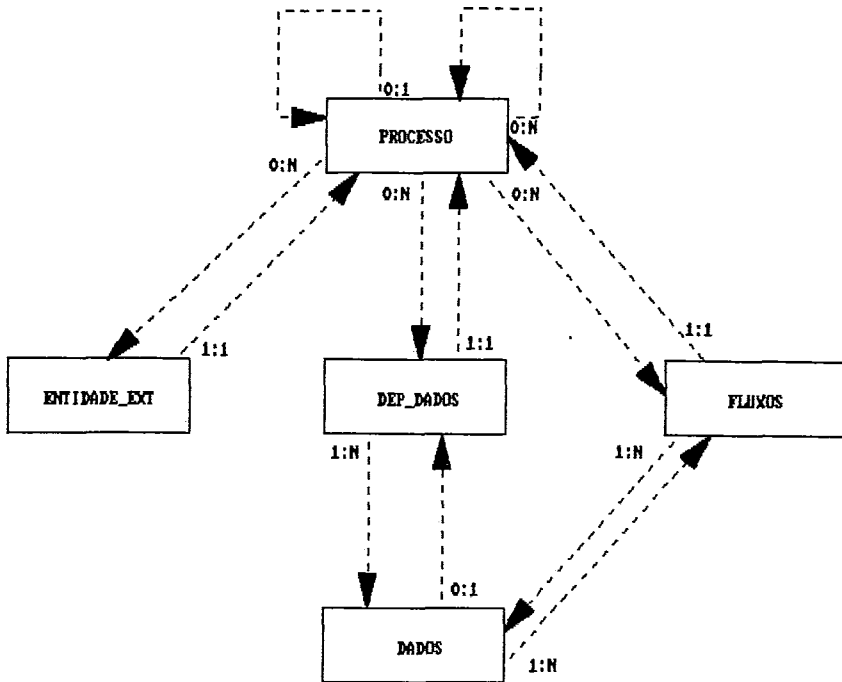 0:1
PROCESSO
0:N
0:N
0:N
0:N
1:1
1:1
1:1
ENTIDADE_EXT
DEP_DADOS
FLUXOS
1:N
1:N
0:1
DADOS
1:N